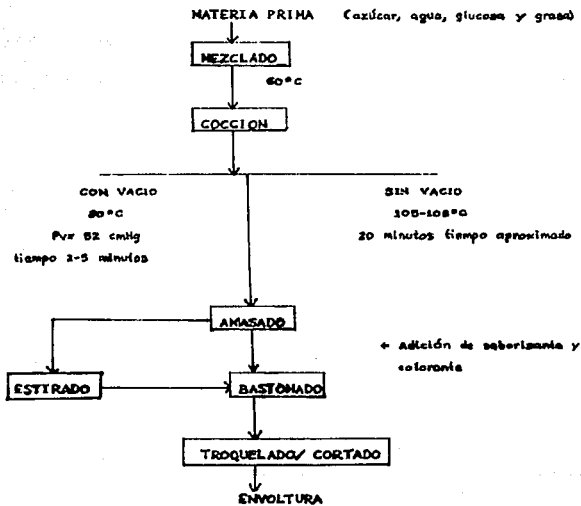 MATERIA PRIMA (azúcar, agua, glucosa y grasa)
MEZCLADO
60°C
COCCION
CON VACIO
80°C
Pv= 52 cmHg
tiempo 2-5 minutos
SIN VACIO
105-108°C
20 minutos tiempo aproximado
AMASADO
← Adición de saborizante y
colorante
ESTIRADO
BASTONADO
TROQUELADO/ CORTADO
ENVOLTURA